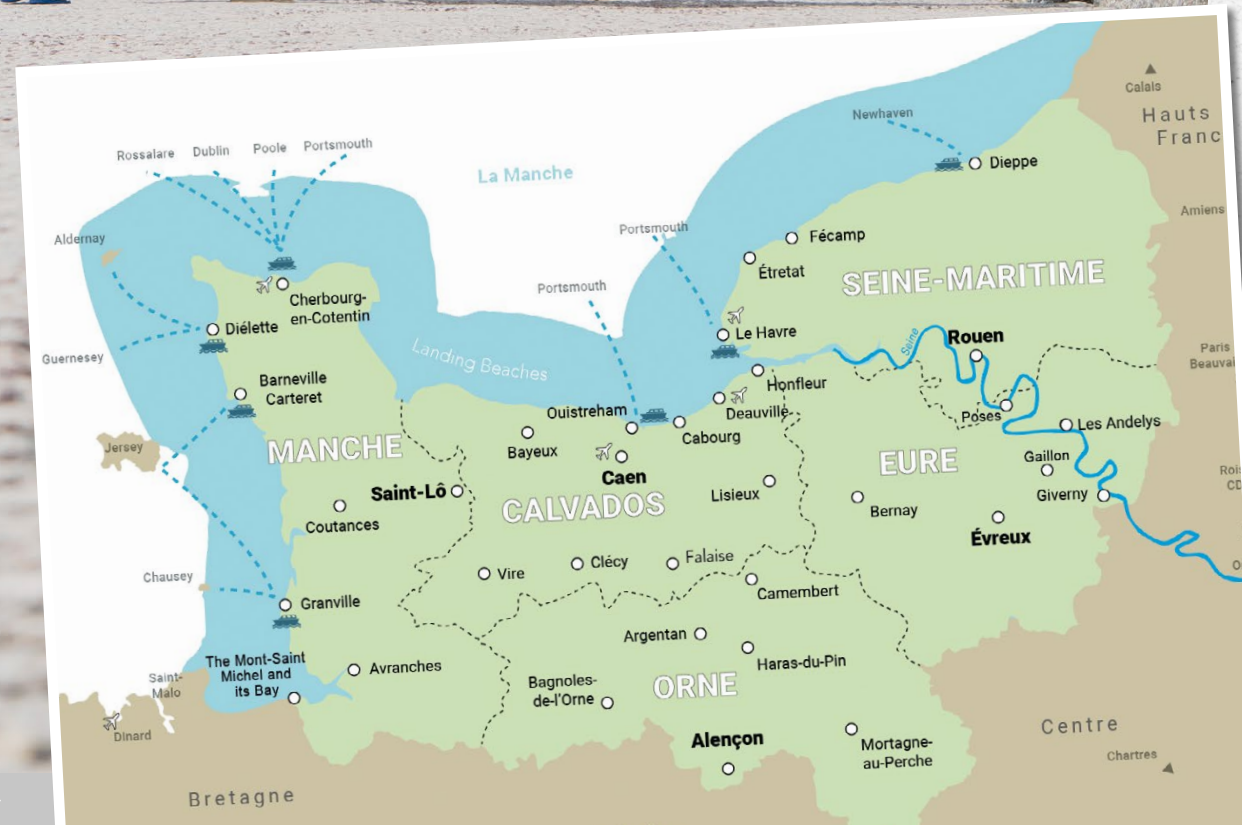 Calais
Hauts
Franc
Newhaven
Dieppe
Rossalare
Dublin
Poole
Portsmouth
La Manche
Amiens
Aldernay
Portsmouth
Fécamp
Étretat
SEINE-MARITIME
Portsmouth
Cherbourg-
en-Cotentin
Diélette
Le Havre
Seine
Rouen
Guernesey
Landing Beaches
Paris
Beauvai
Barneville
Carteret
Honfleur
Deauville
Ouistreham
Poses
Les Andelys
Cabourg
Jersey
MANCHE
Bayeux
Caen
EURE
Gaillon
Rois
CD
Saint-Lô
Lisieux
Giverny
CALVADOS
Bernay
Coutances
Évreux
Chausey
Vire
Clécy
Falaise
Camembert
Granville
Argentan
Haras-du-Pin
The Mont-Saint
Michel and
its Bay
Avranches
Saint-
Malo
Bagnoles-
de-l'Orne
ORNE
Dinard
Alençon
Mortagne-
au-Perche
Centre
Chartres
Bretagne